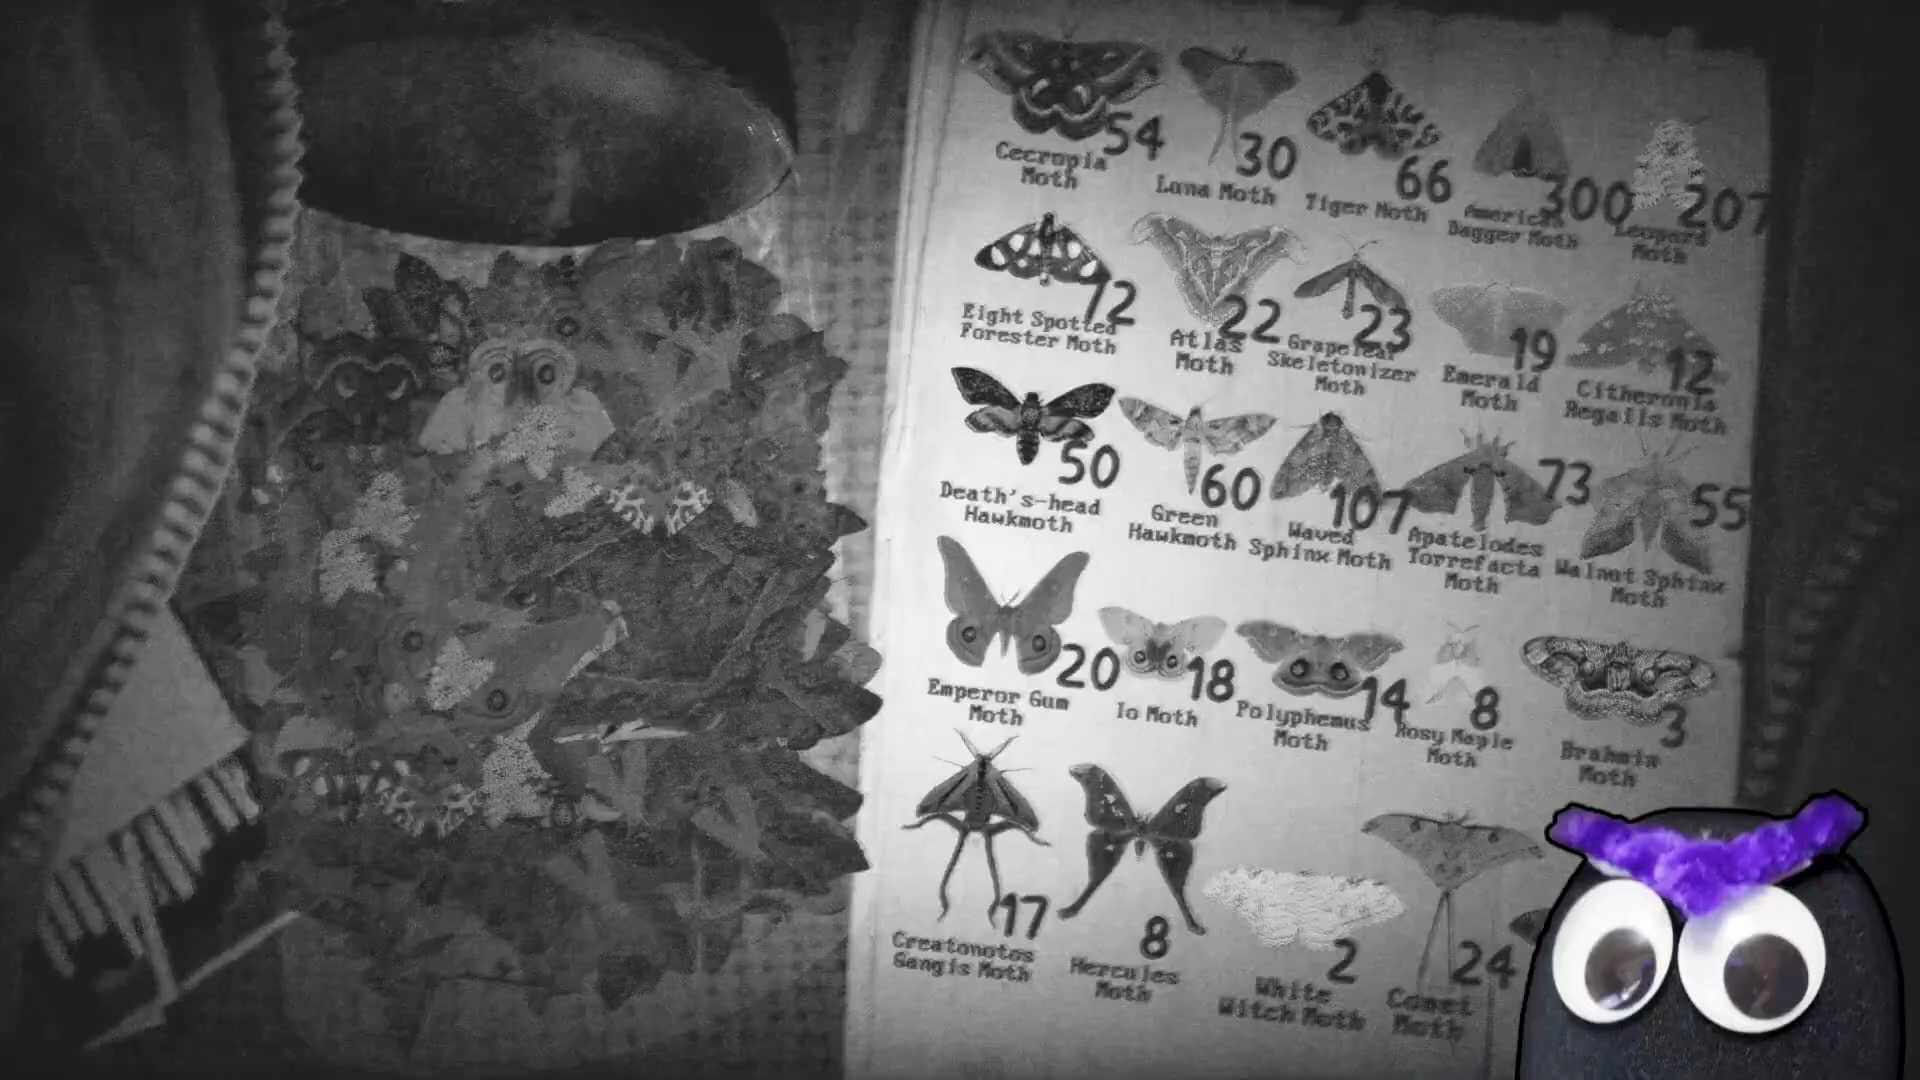 54
Cecropia
Moth
30
Luna Moth
66
Tiger Moth
300
American
Dagger Moth
207
Leopard
Moth
12
Eight Spotted
Forester Moth
22
Atlas
Moth
23
Grapeleaf
Skeletonizer
Moth
19
Emerald
Moth
12
Citheronia
Regalis Moth
50
Death's-head
Hawkmoth
60
Green
Hawkmoth
107
Waved
Sphinx Moth
73
Apatelodes
Torrefacta
Moth
55
Walnut Sphinx
Moth
20
Emperor Gum
Moth
18
Io Moth
14
Polyphemus
Moth
8
Rosy Maple
Moth
3
Brahmin
Moth
17
Creatonotos
Gangis Moth
8
Hercules
Moth
2
White
Witch Moth
24
Comet
Moth